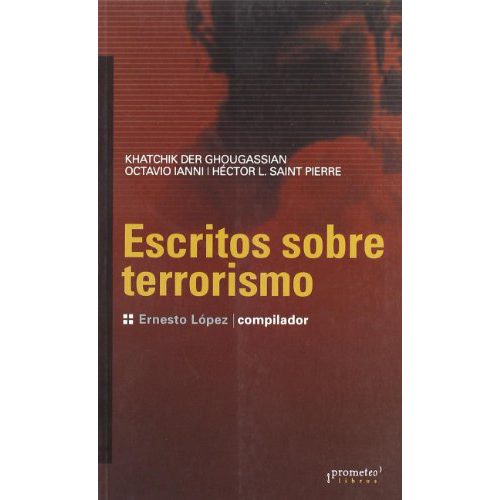 KHATCHIK DER GHOUGASSIAN
OCTAVIO IANNI | HÉCTOR L. SAINT PIERRE
Escritos sobre
terrorismo
Ernesto López | compilador
prometeo
libros